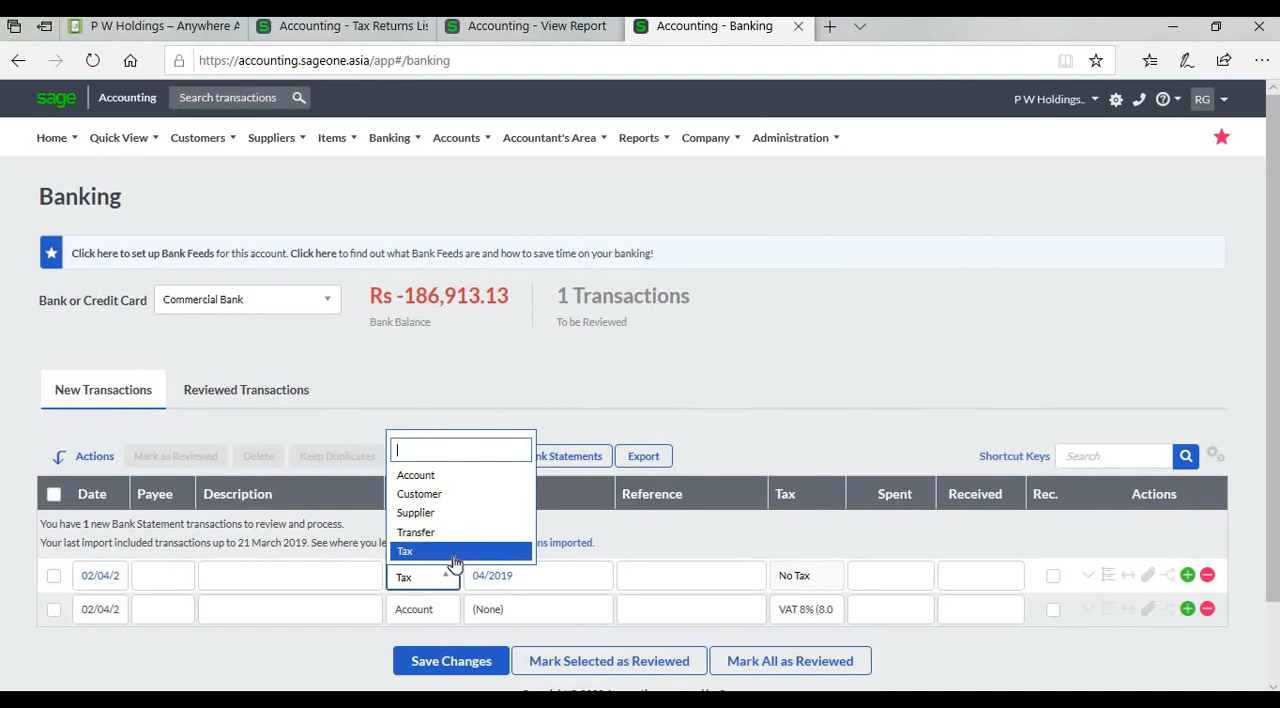 P W Holdings – Anywhere A
Accounting - Tax Returns Lis
Accounting - View Report
Accounting - Banking
https://accounting.sageone.asia/app#/banking
sage Accounting Search transactions P W Holdings.. RG
Home Quick View Customers Suppliers Items Banking Accounts Accountant's Area Reports Company Administration
Banking
Click here to set up Bank Feeds for this account. Click here to find out what Bank Feeds are and how to save time on your banking!
Bank or Credit Card Commercial Bank Rs -186,913.13 1 Transactions
Bank Balance To be Reviewed
New Transactions Reviewed Transactions
Actions Mark as Reviewed Delete Keep Duplicates nk Statements Export Shortcut Keys Search
Account
Customer
Supplier
Transfer
Tax
Date Payee Description Reference Tax Spent Received Rec. Actions
You have 1 new Bank Statement transactions to review and process.
Your last import included transactions up to 21 March 2019. See where you le ons imported.
02/04/2 Tax 04/2019 No Tax
02/04/2 Account (None) VAT 8% (8.0
Save Changes Mark Selected as Reviewed Mark All as Reviewed